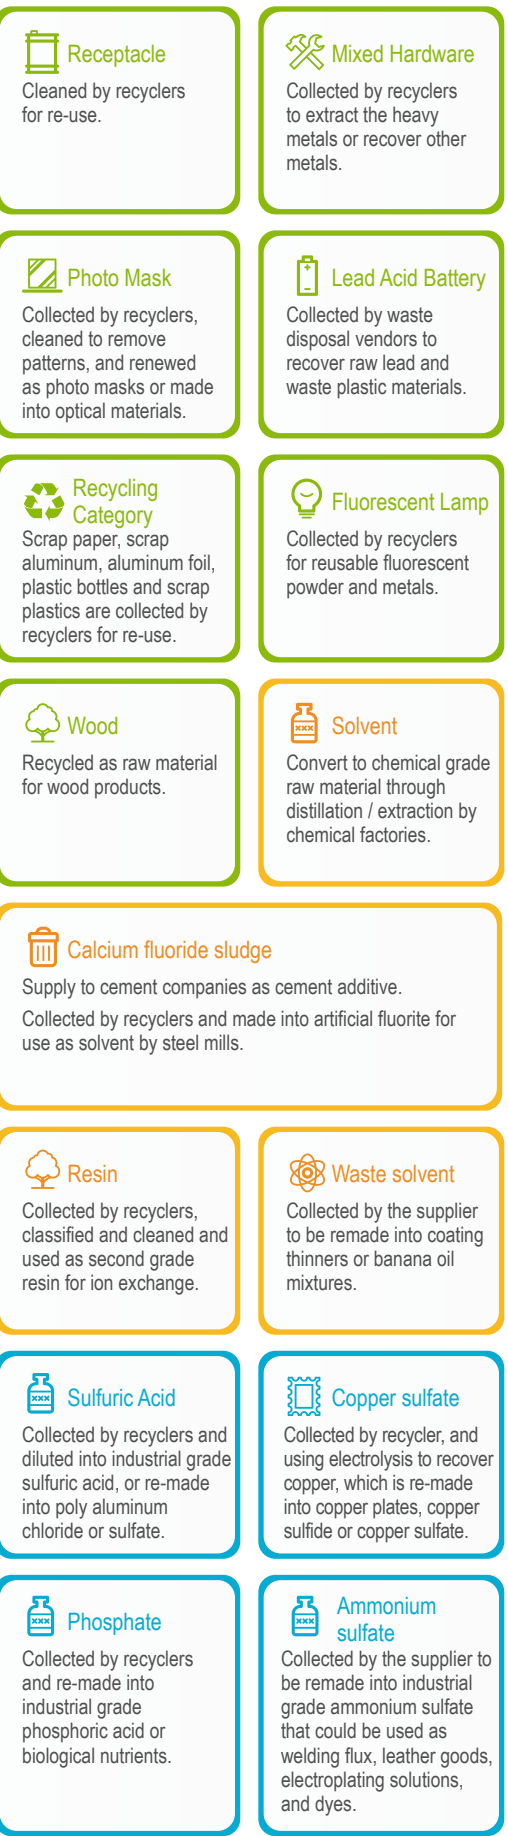 Receptacle
Cleaned by recyclers
for re-use.
Mixed Hardware
Collected by recyclers
to extract the heavy
metals or recover other
metals.
Photo Mask
Collected by recyclers,
cleaned to remove
patterns, and renewed
as photo masks or made
into optical materials.
Lead Acid Battery
Collected by waste
disposal vendors to
recover raw lead and
waste plastic materials.
Recycling
Category
Scrap paper, scrap
aluminum, aluminum foil,
plastic bottles and scrap
plastics are collected by
recyclers for re-use.
Fluorescent Lamp
Collected by recyclers
for reusable fluorescent
powder and metals.
Wood
Recycled as raw material
for wood products.
xxx
Solvent
Convert to chemical grade
raw material through
distillation / extraction by
chemical factories.
Calcium fluoride sludge
Supply to cement companies as cement additive.
Collected by recyclers and made into artificial fluorite for
use as solvent by steel mills.
Resin
Collected by recyclers,
classified and cleaned and
used as second grade
resin for ion exchange.
Waste solvent
Collected by the supplier
to be remade into coating
thinners or banana oil
mixtures.
xxx
Sulfuric Acid
Collected by recyclers and
diluted into industrial grade
sulfuric acid, or re-made
into poly aluminum
chloride or sulfate.
Copper sulfate
Collected by recycler, and
using electrolysis to recover
copper, which is re-made
into copper plates, copper
sulfide or copper sulfate.
xxx
Phosphate
Collected by recyclers
and re-made into
industrial grade
phosphoric acid or
biological nutrients.
xxx
Ammonium
sulfate
Collected by the supplier to
be remade into industrial
grade ammonium sulfate
that could be used as
welding flux, leather goods,
electroplating solutions,
and dyes.